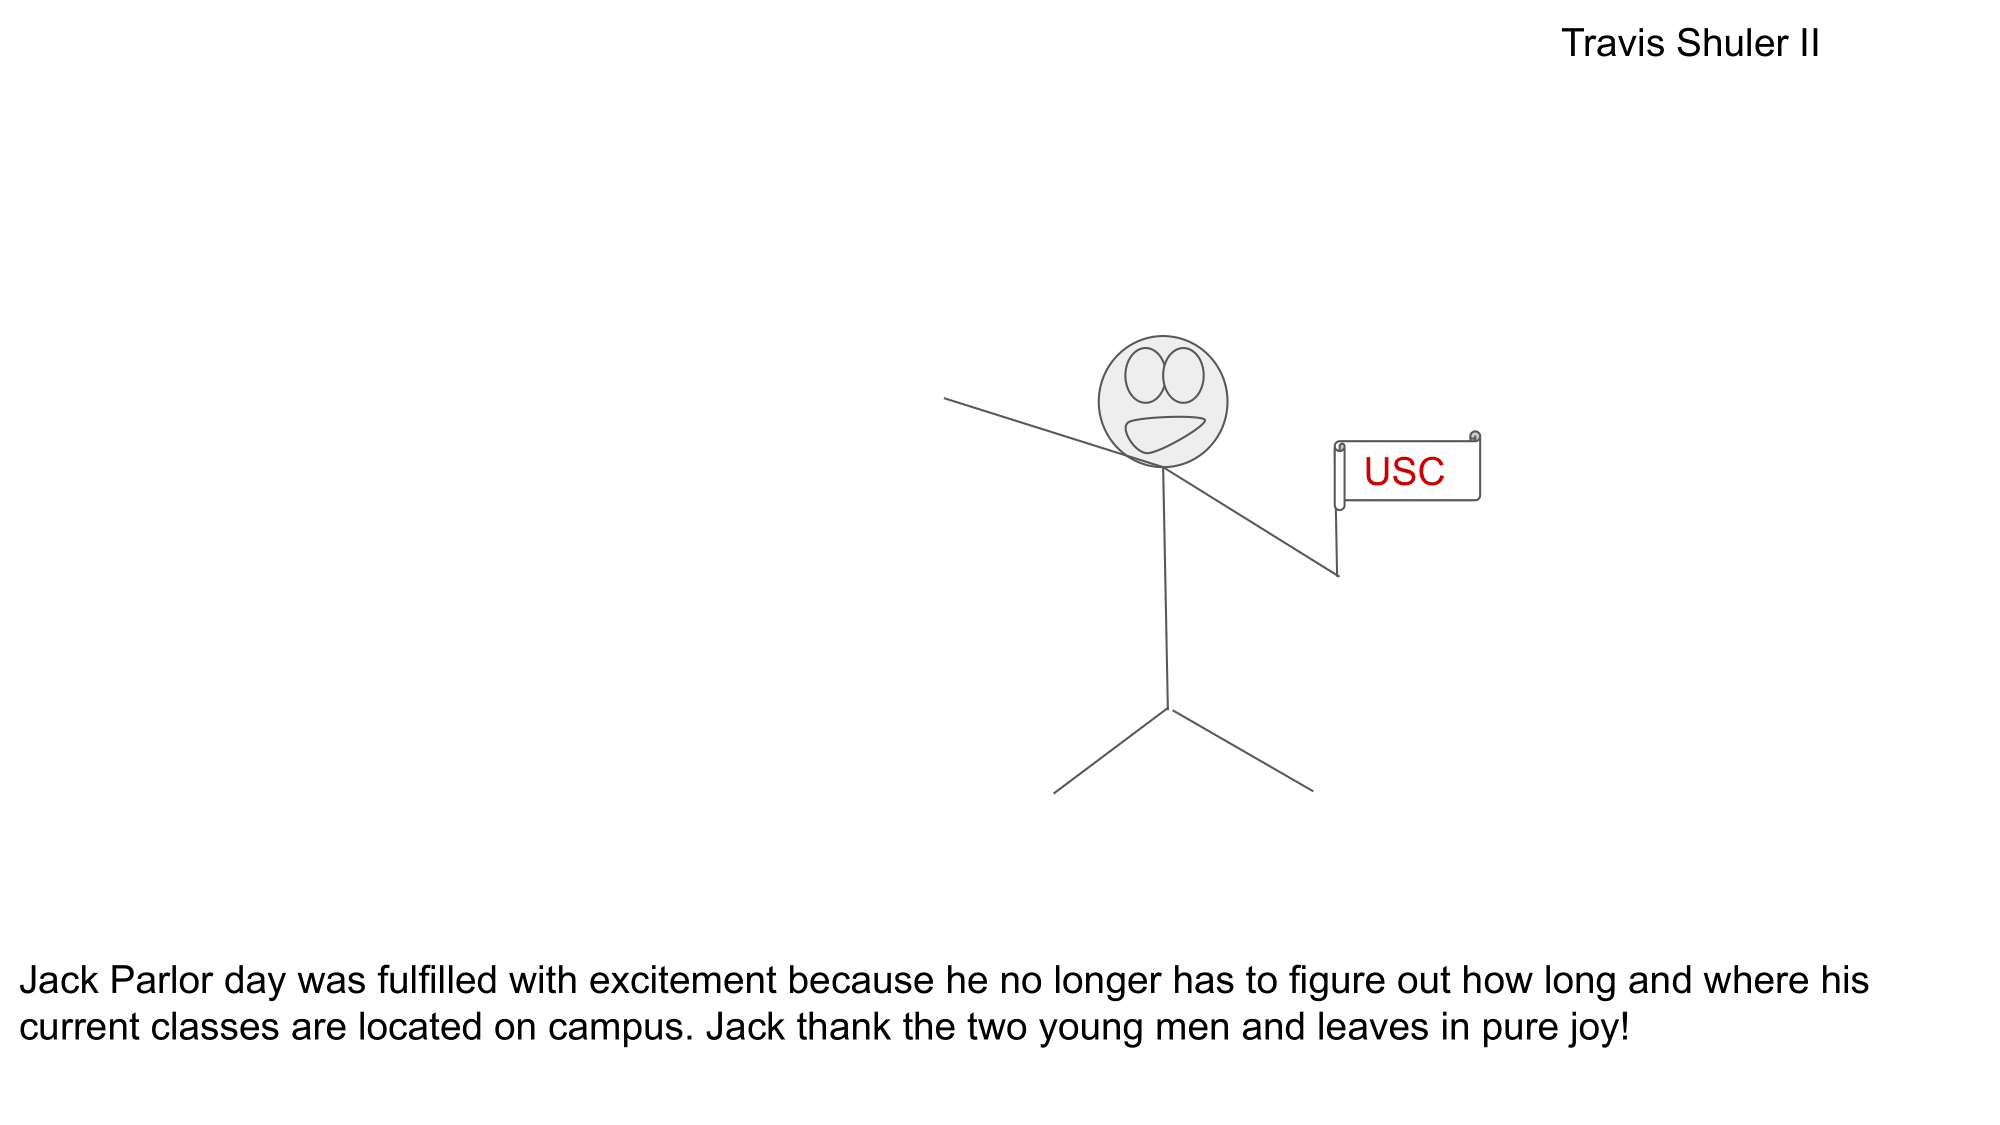 Travis Shuler II
USC
Jack Parlor day was fulfilled with excitement because he no longer has to figure out how long and where his
current classes are located on campus. Jack thank the two young men and leaves in pure joy!